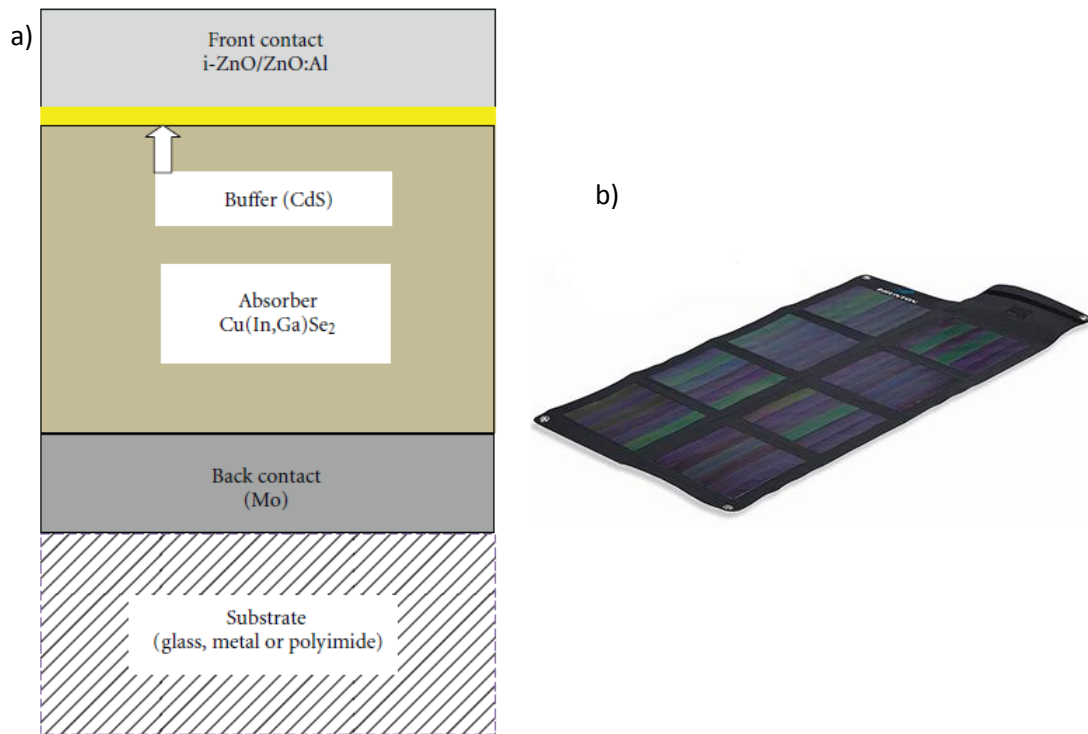 a)
Front contact
i-ZnO/ZnO:Al
Buffer (CdS)
Absorber
Cu(In,Ga)Se₂
Back contact
(Mo)
Substrate
(glass, metal or polyimide)
b)
BRUNTON